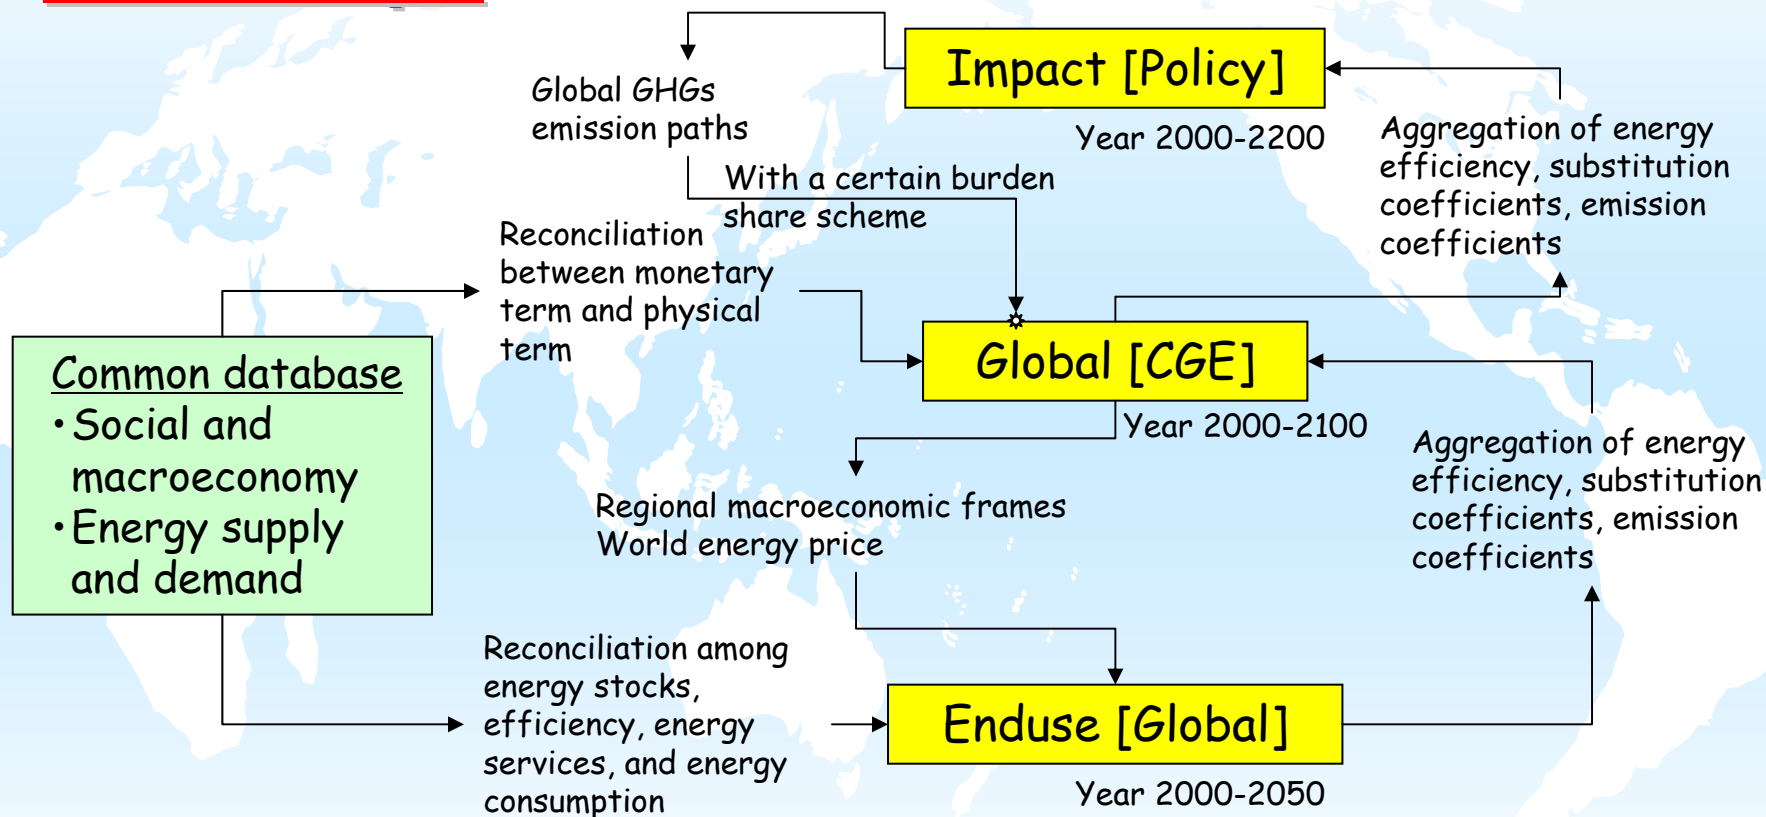 Impact [Policy]
Year 2000-2200
Global GHGs
emission paths
With a certain burden
share scheme
Aggregation of energy
efficiency, substitution
coefficients, emission
coefficients
Reconciliation
between monetary
term and physical
term
Global [CGE]
Year 2000-2100
Common database
・Social and
macroeconomy
・Energy supply
and demand
Regional macroeconomic frames
World energy price
Aggregation of energy
efficiency, substitution
coefficients, emission
coefficients
Reconciliation among
energy stocks,
efficiency, energy
services, and energy
consumption
Enduse [Global]
Year 2000-2050